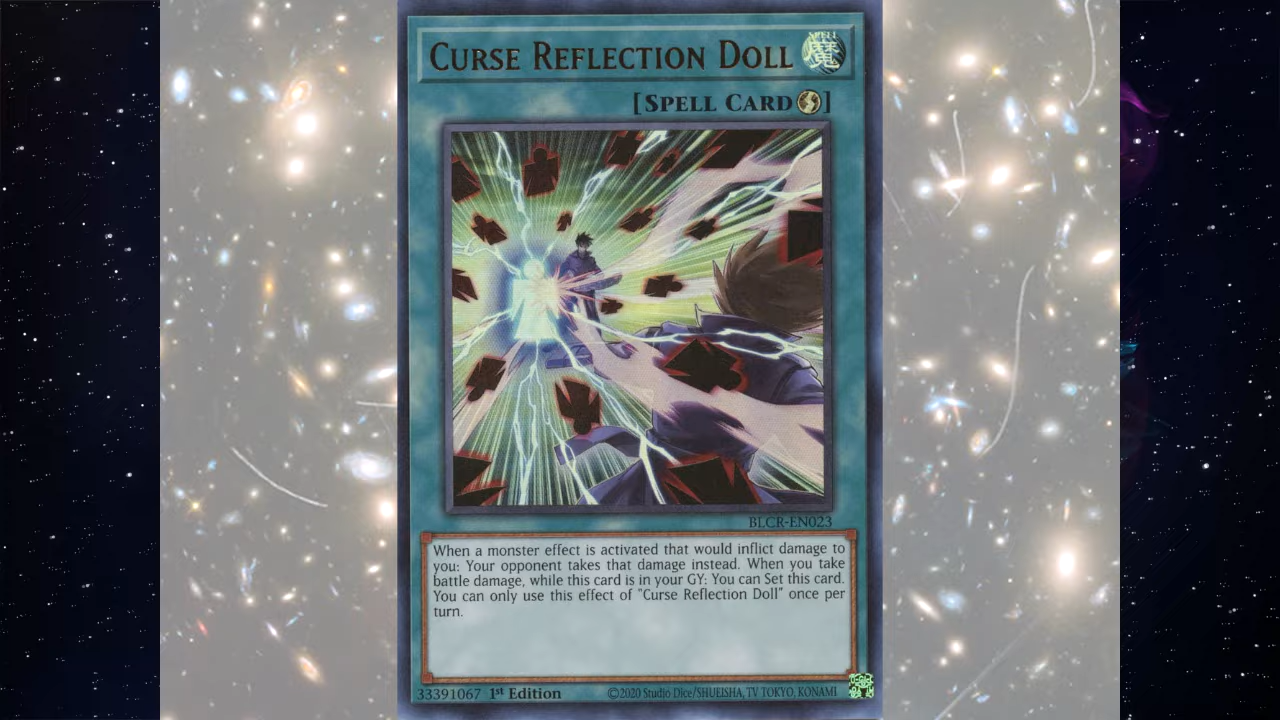 CURSE REFLECTION DOLL
SPELL
魔
[SPELL CARD]
BLCR-EN023
When a monster effect is activated that would inflict damage to
you: Your opponent takes that damage instead. When you take
battle damage, while this card is in your GY: You can Set this card.
You can only use this effect of "Curse Reflection Doll" once per
turn.
33391067 1st Edition ©2020 Studio Dice/SHUEISHA, TV TOKYO, KONAMI